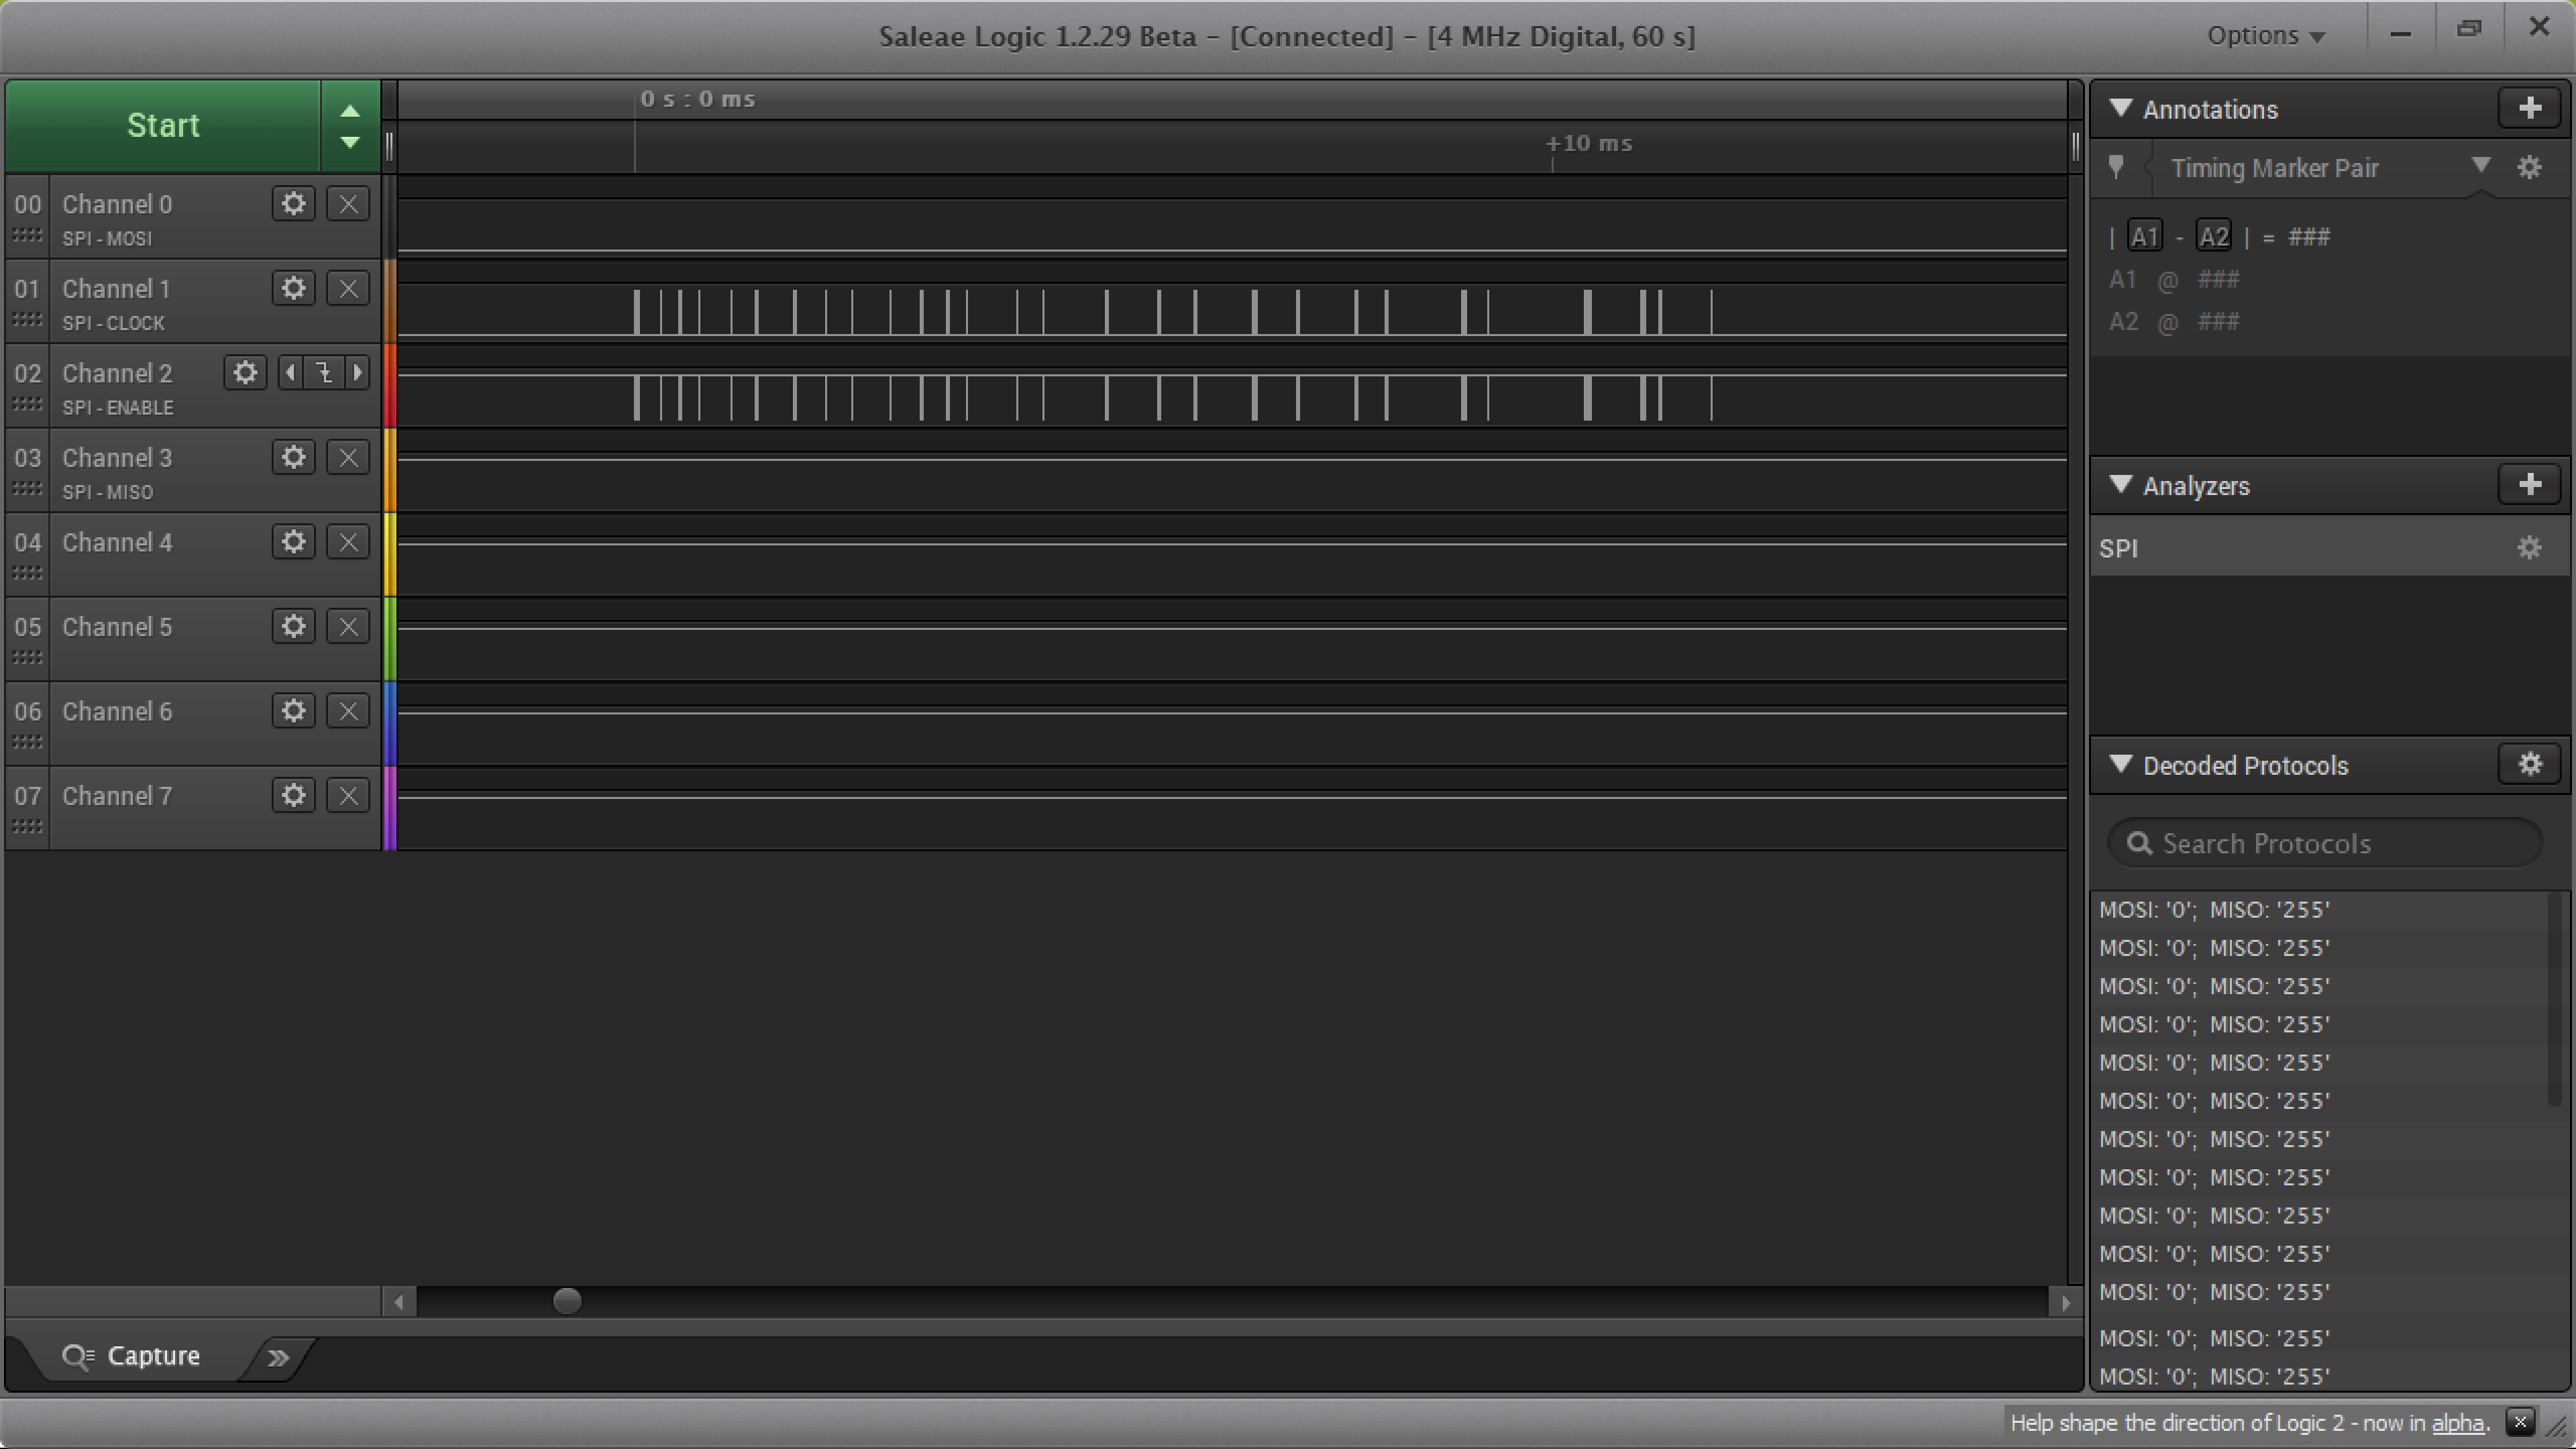 Saleae Logic 1.2.29 Beta - [Connected] - [4 MHz Digital, 60 s]
Options
Start
0 s : 0 ms
+10 ms
00 Channel 0
SPI - MOSI
01 Channel 1
SPI - CLOCK
02 Channel 2
SPI - ENABLE
03 Channel 3
SPI - MISO
04 Channel 4
05 Channel 5
06 Channel 6
07 Channel 7
Capture
Annotations
Timing Marker Pair
| A1 - A2 | = ###
A1 @ ###
A2 @ ###
Analyzers
SPI
Decoded Protocols
Search Protocols
MOSI: '0'; MISO: '255'
MOSI: '0'; MISO: '255'
MOSI: '0'; MISO: '255'
MOSI: '0'; MISO: '255'
MOSI: '0'; MISO: '255'
MOSI: '0'; MISO: '255'
MOSI: '0'; MISO: '255'
MOSI: '0'; MISO: '255'
MOSI: '0'; MISO: '255'
MOSI: '0'; MISO: '255'
MOSI: '0'; MISO: '255'
MOSI: '0'; MISO: '255'
MOSI: '0'; MISO: '255'
Help shape the direction of Logic 2 - now in alpha.